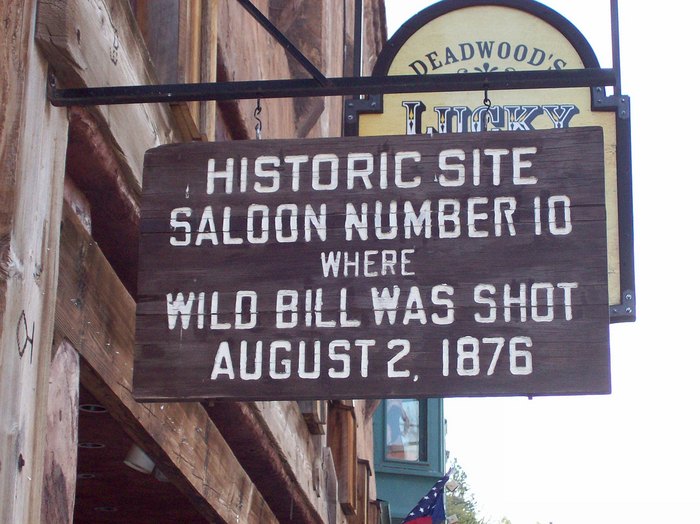 DEADWOOD'S
LUCKY
HISTORIC SITE
SALOON NUMBER 10
WHERE
WILD BILL WAS SHOT
AUGUST 2, 1876